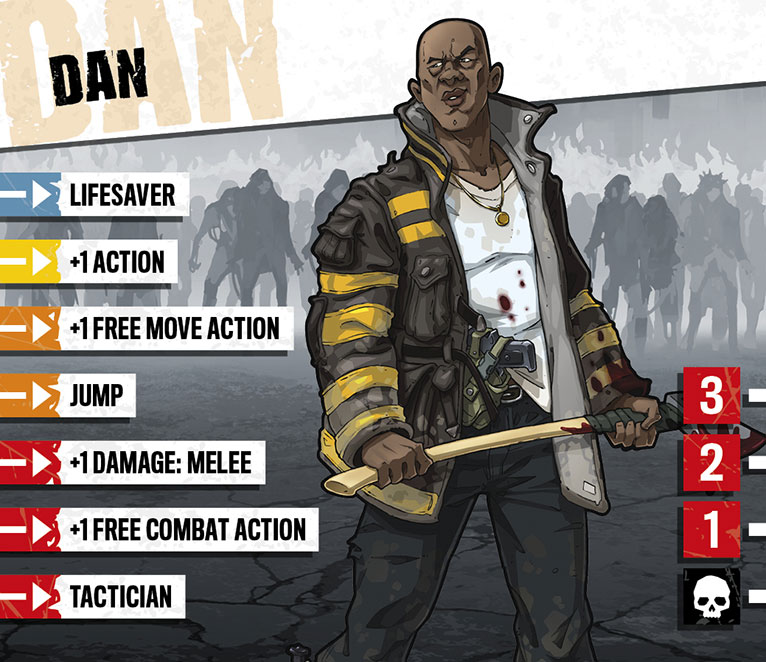 DAN
DAN
LIFESAVER
+1 ACTION
+1 FREE MOVE ACTION
JUMP
+1 DAMAGE: MELEE
+1 FREE COMBAT ACTION
TACTICIAN
3
2
1